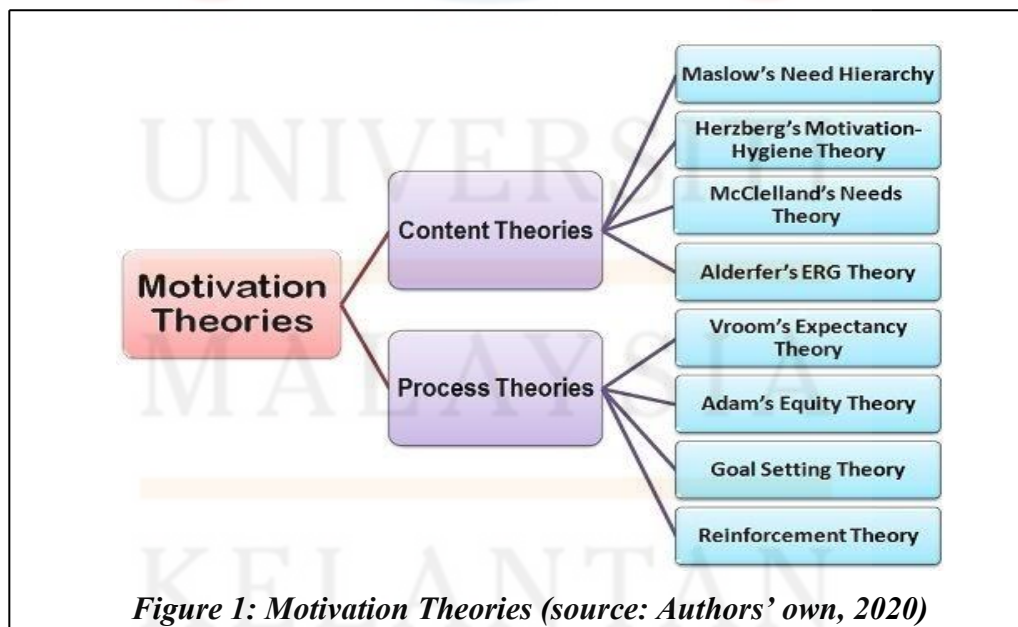 UNIVERSITI
MALAYSIA
KELANTAN
Motivation
Theories
Content Theories
Maslow's Need Hierarchy
Herzberg's Motivation-
Hygiene Theory
McClelland's Needs
Theory
Alderfer's ERG Theory
Process Theories
Vroom's Expectancy
Theory
Adam's Equity Theory
Goal Setting Theory
Reinforcement Theory
Figure 1: Motivation Theories (source: Authors' own, 2020)